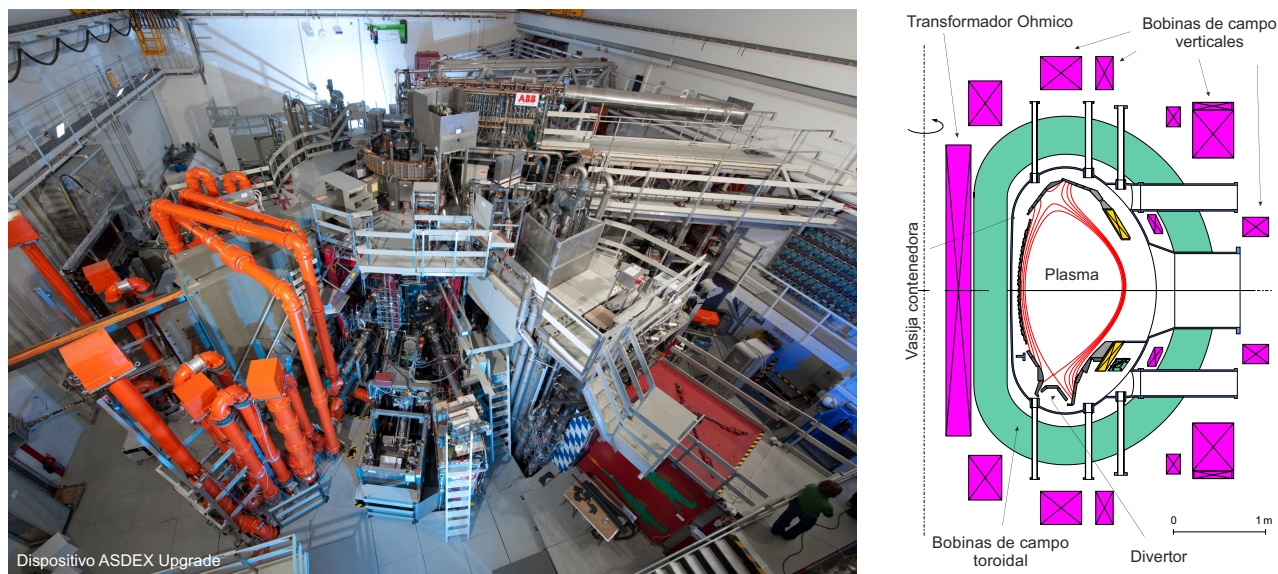 ABB
Dispositivo ASDEX Upgrade
Transformador Ohmico
Bobinas de campo
verticales
Vasija contenedora
Plasma
0
1 m
Bobinas de campo
toroidal
Divertor